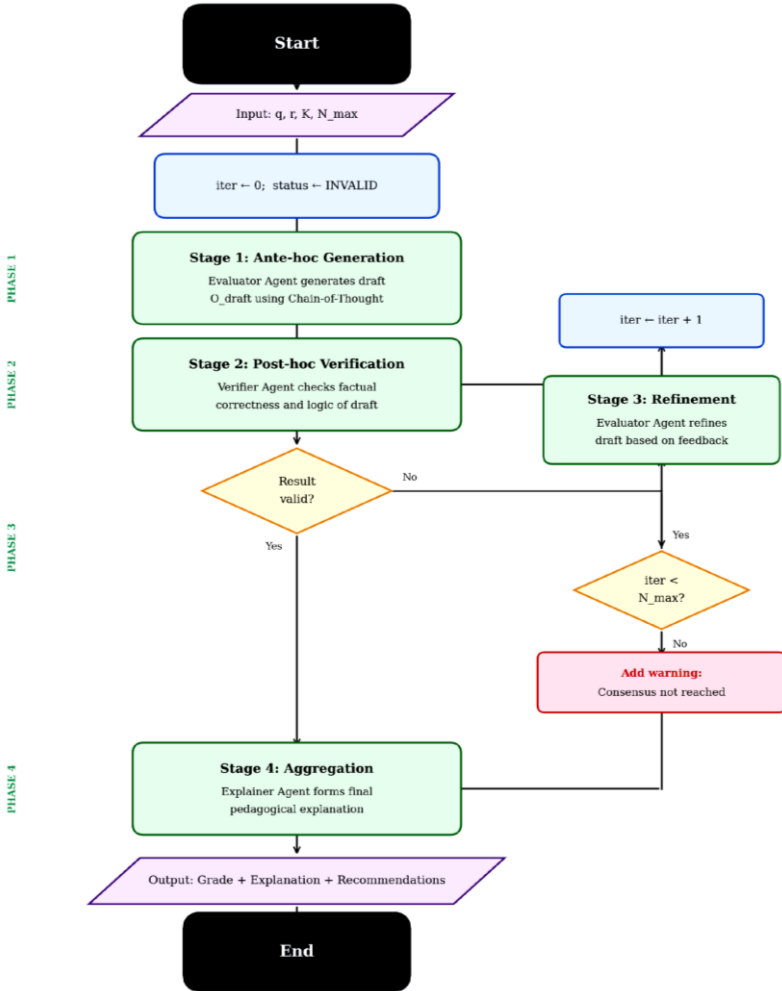 Start
Input: q, r, K, N_max
iter ← 0;  status ← INVALID
PHASE 1
Stage 1: Ante-hoc Generation
Evaluator Agent generates draft
O_draft using Chain-of-Thought
iter ← iter + 1
PHASE 2
Stage 2: Post-hoc Verification
Verifier Agent checks factual
correctness and logic of draft
Stage 3: Refinement
Evaluator Agent refines
draft based on feedback
Result
valid?
No
Yes
PHASE 3
Yes
iter <
N_max?
No
Add warning:
Consensus not reached
PHASE 4
Stage 4: Aggregation
Explainer Agent forms final
pedagogical explanation
Output: Grade + Explanation + Recommendations
End